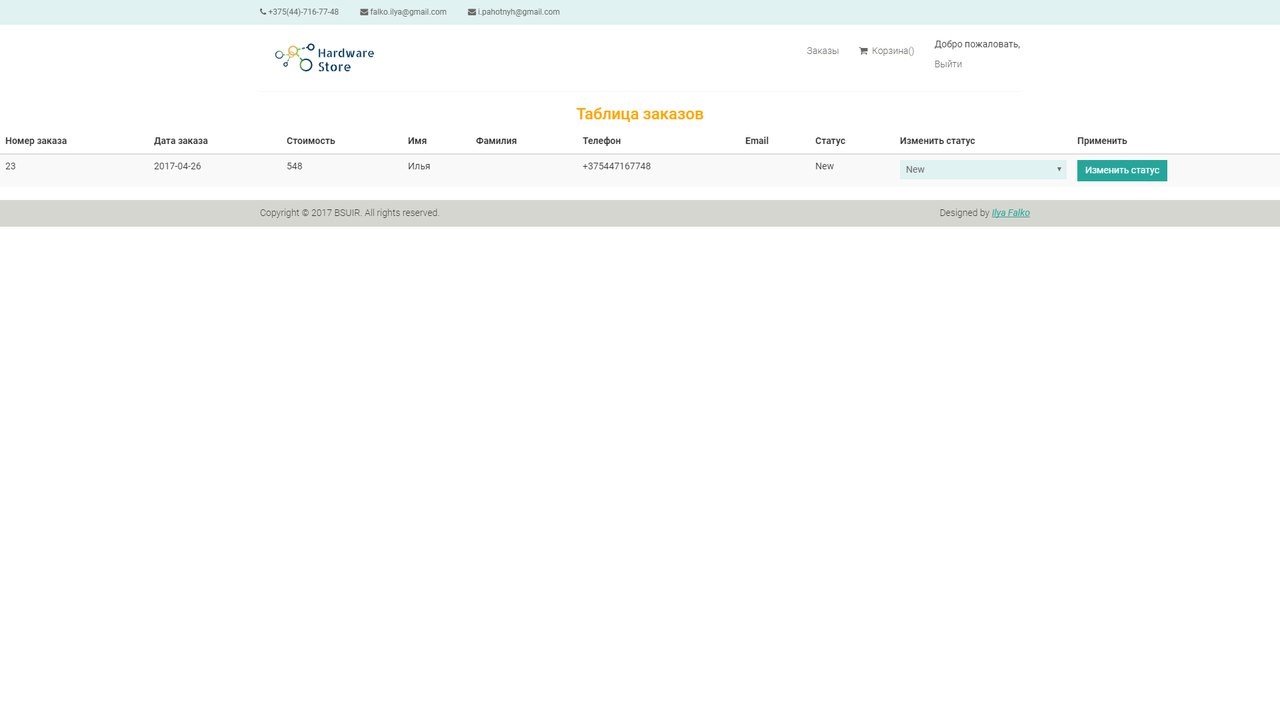 +375(44)-716-77-48 falko.ilya@gmail.com i.pahotnyh@gmail.com
Hardware
Store
Заказы Корзина() Добро пожаловать,
Выйти
Таблица заказов
Номер заказа Дата заказа Стоимость Имя Фамилия Телефон Email Статус Изменить статус Применить
23 2017-04-26 548 Илья +375447167748 New New Изменить статус
Copyright © 2017 BSUIR. All rights reserved. Designed by Ilya Falko